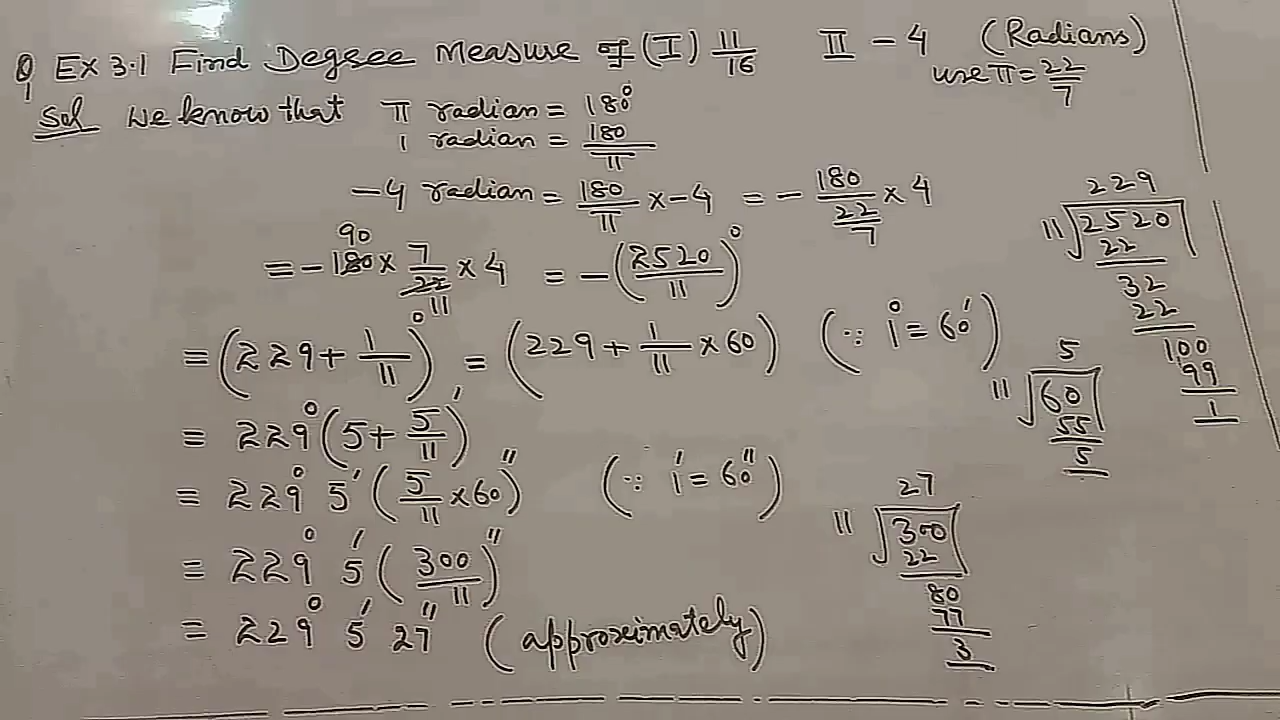 Q Ex 3.1 Find Degree Measure of (I) 11/16 II -4 (Radians)
use π = 22/7
Sol We know that π radian = 180°
1 radian = 180/π
-4 radian = 180/π × -4 = - 180/(22/7) × 4
= - 180 × 7/22 × 4 = -(2520/11)°
90
11
= (229 + 1/11)° = (229 + 1/11 × 60) (∵ 1° = 60′)
= 229° (5 + 5/11)′
= 229° 5′ (5/11 × 60)″ (∵ 1′ = 60″)
= 229° 5′ (300/11)″
= 229° 5′ 27″ (approximately)
229
11√2520
22
32
22
100
99
1
5
11√60
55
5
27
11√300
22
80
77
3